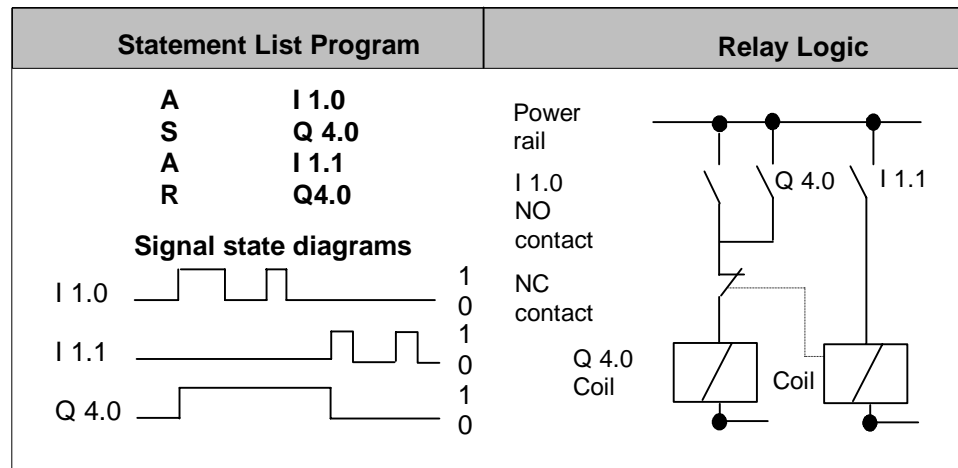 Statement List Program
A I 1.0
S Q 4.0
A I 1.1
R Q4.0
Signal state diagrams
I 1.0
1
0
I 1.1
1
0
Q 4.0
1
0
Relay Logic
Power
rail
I 1.0
NO
contact
Q 4.0
I 1.1
NC
contact
Q 4.0
Coil
Coil